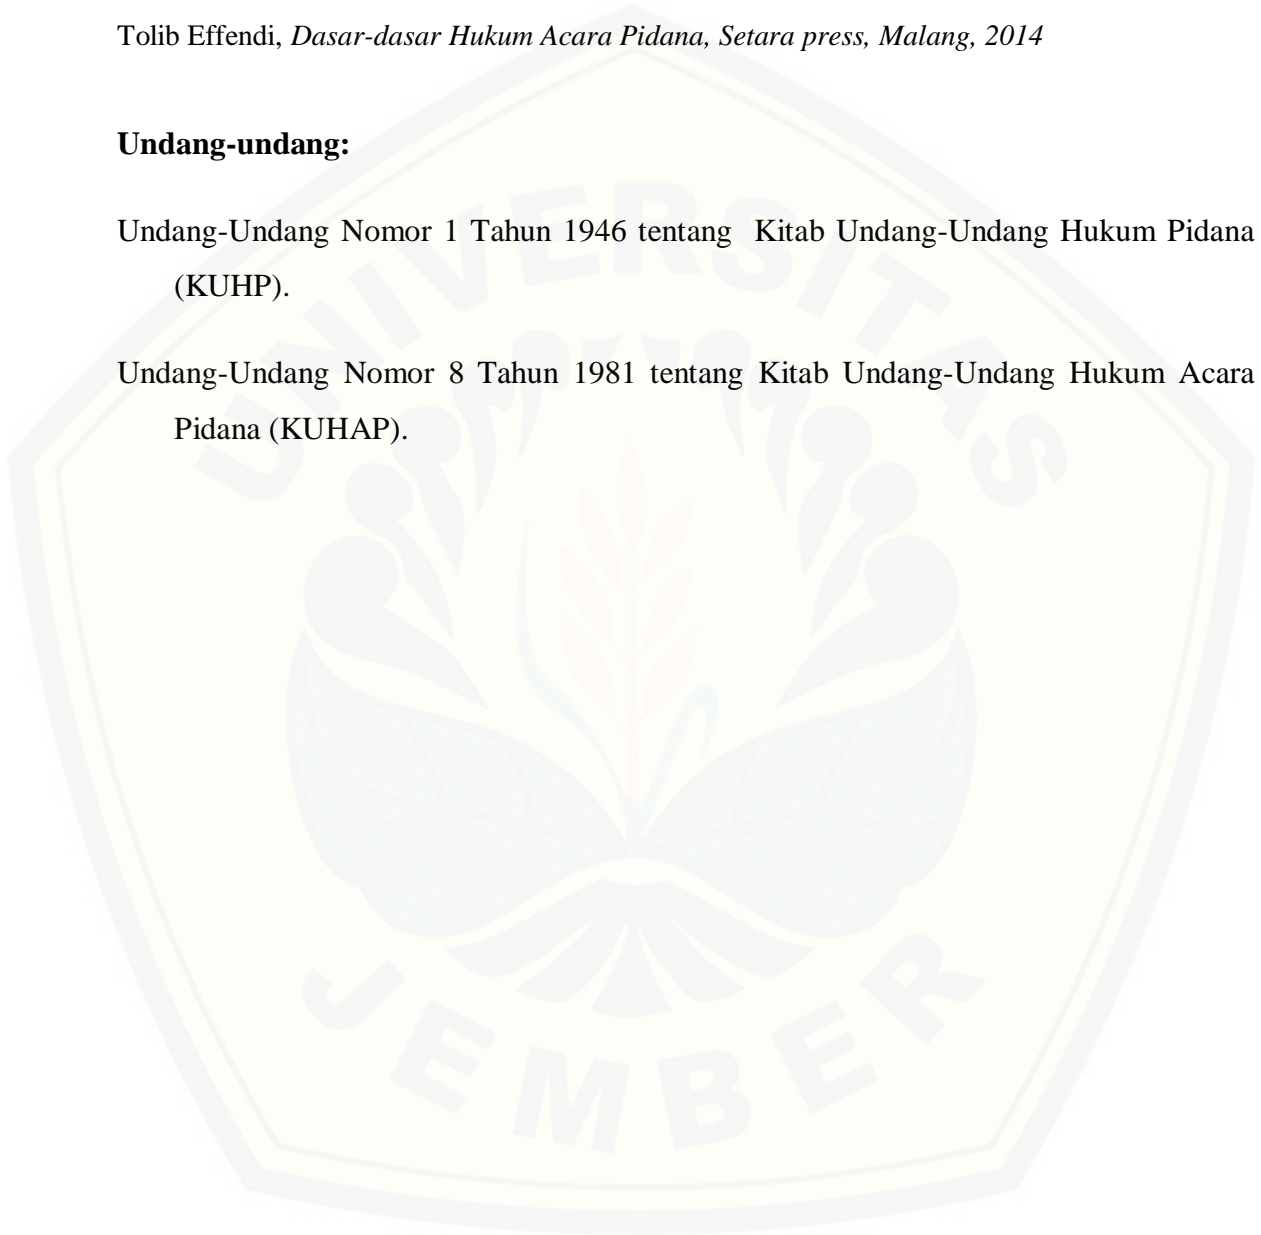 Tolib Effendi, Dasar-dasar Hukum Acara Pidana, Setara press, Malang, 2014
Undang-undang:
Undang-Undang Nomor 1 Tahun 1946 tentang Kitab Undang-Undang Hukum Pidana
(KUHP).
Undang-Undang Nomor 8 Tahun 1981 tentang Kitab Undang-Undang Hukum Acara
Pidana (KUHAP).
UNIVERSITAS
JEMBER